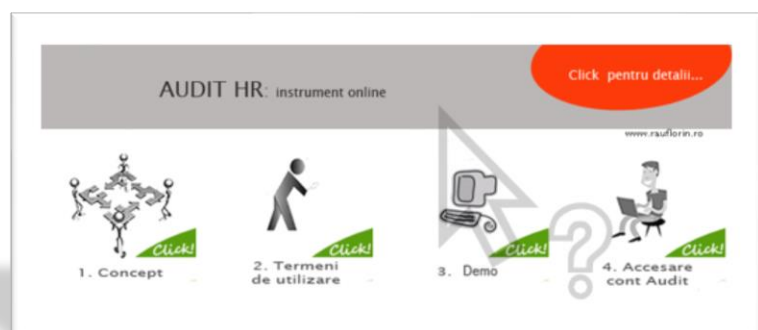 AUDIT HR: instrument online
Click pentru detalii...
www.rauflorin.ro
Click!
Click!
Click!
Click!
1. Concept
2. Termeni
de utilizare
3. Demo
4. Accesare
cont Audit